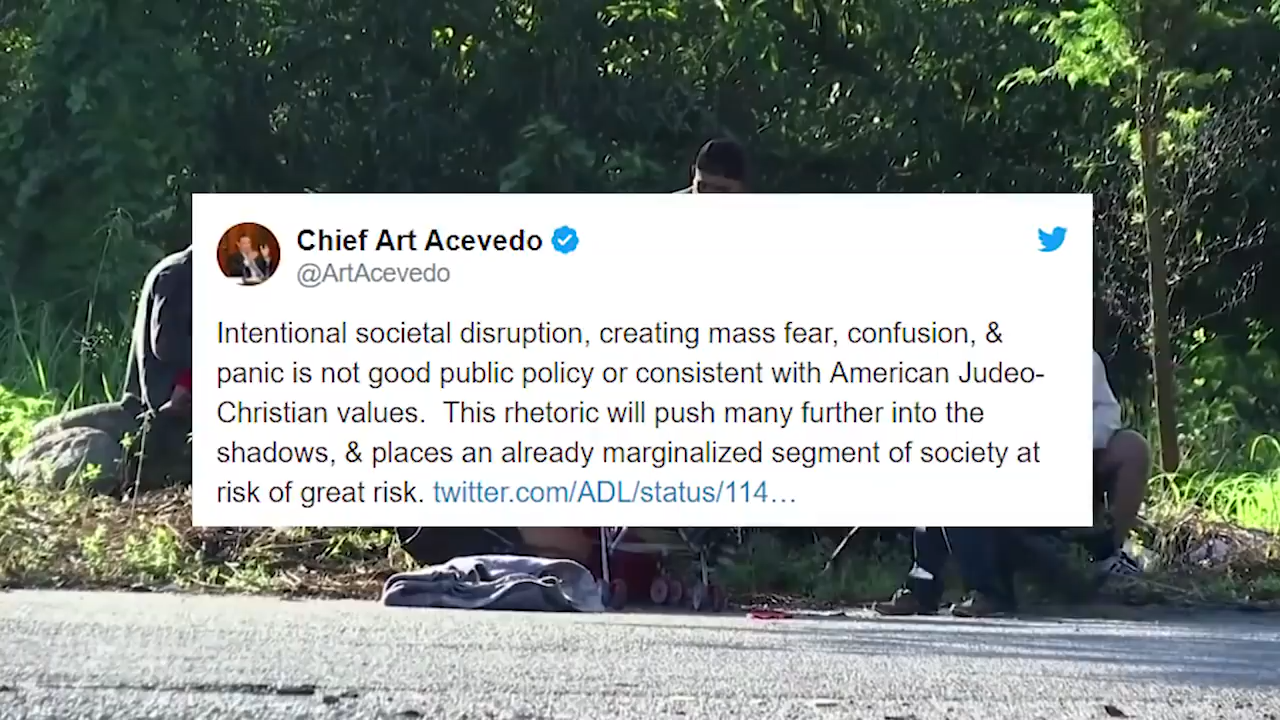 Chief Art Acevedo
@ArtAcevedo
Intentional societal disruption, creating mass fear, confusion, &
panic is not good public policy or consistent with American Judeo-
Christian values.  This rhetoric will push many further into the
shadows, & places an already marginalized segment of society at
risk of great risk. twitter.com/ADL/status/114…